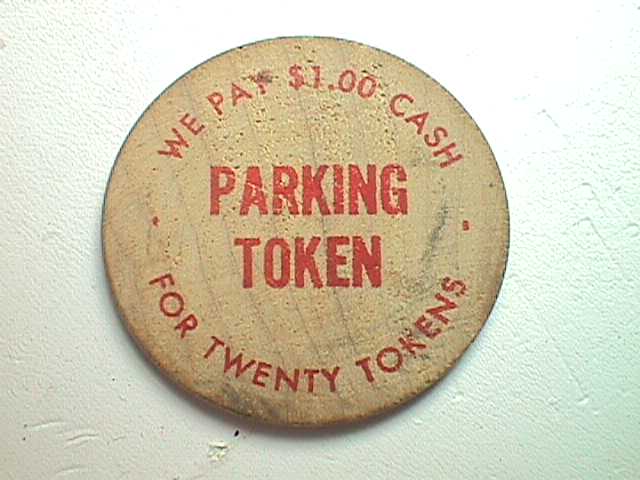 WE PAY $1.00 CASH
PARKING
TOKEN
FOR TWENTY TOKENS